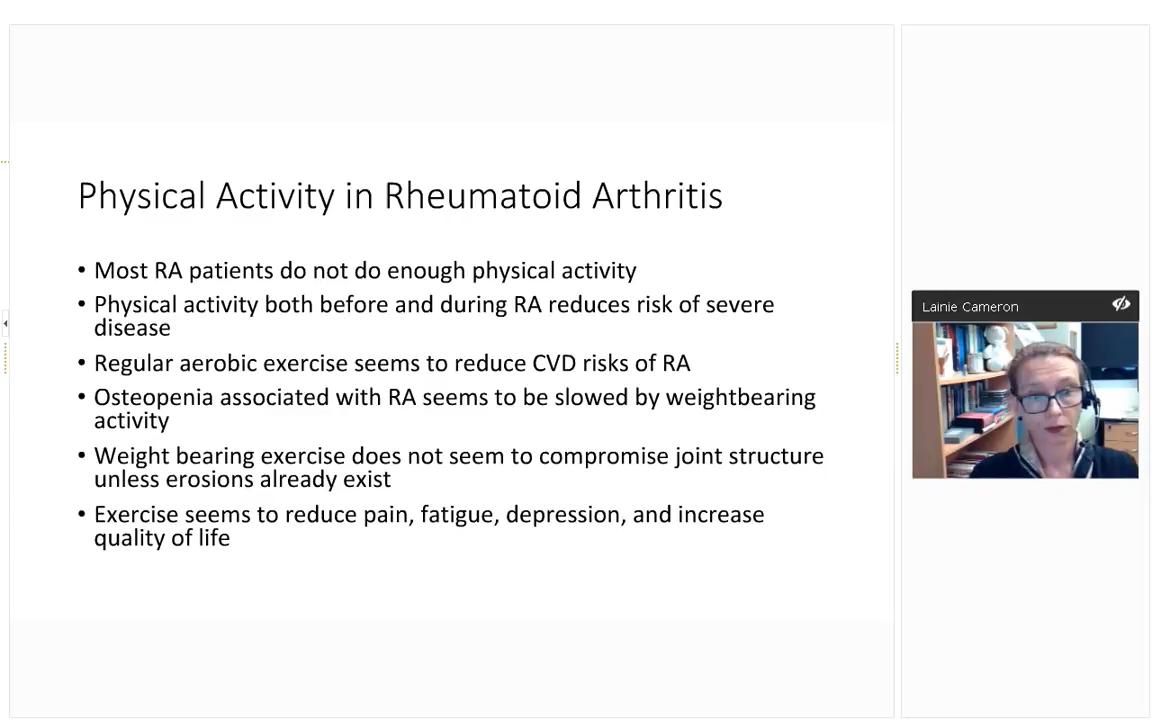 Physical Activity in Rheumatoid Arthritis
• Most RA patients do not do enough physical activity
• Physical activity both before and during RA reduces risk of severe
disease
• Regular aerobic exercise seems to reduce CVD risks of RA
• Osteopenia associated with RA seems to be slowed by weightbearing
activity
• Weight bearing exercise does not seem to compromise joint structure
unless erosions already exist
• Exercise seems to reduce pain, fatigue, depression, and increase
quality of life
Lainie Cameron